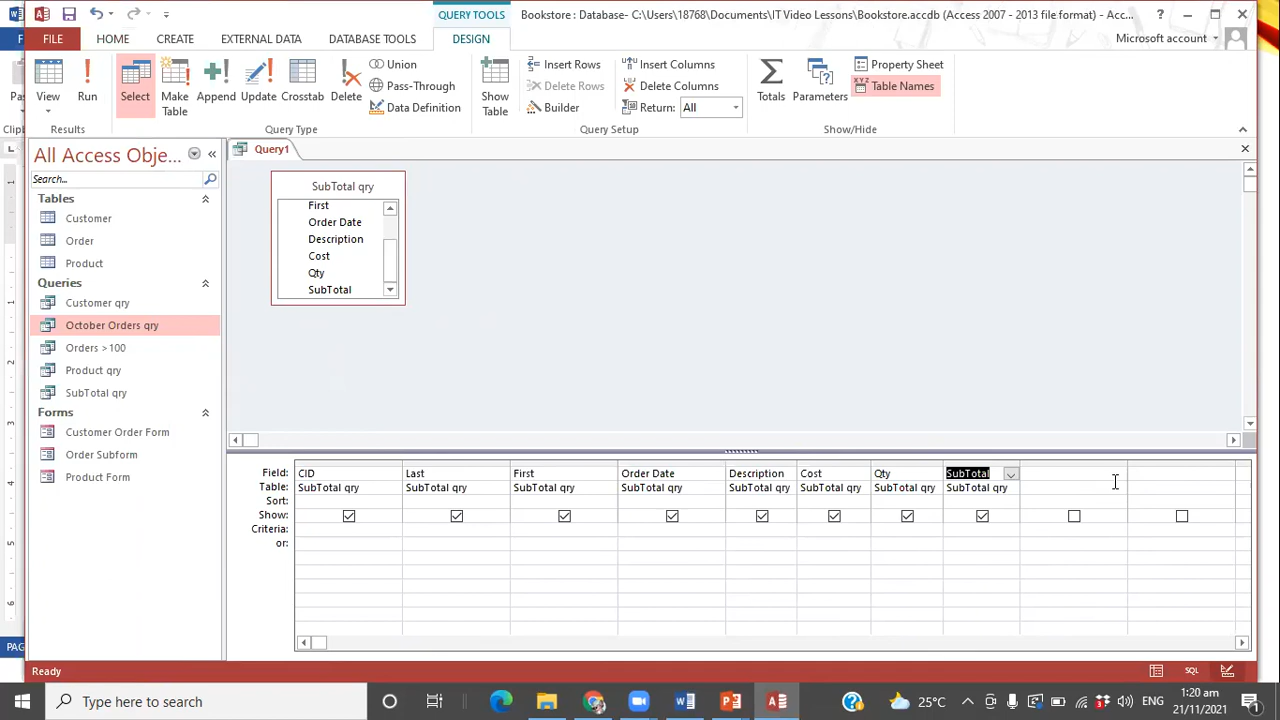 QUERY TOOLS
Bookstore : Database- C:\Users\18768\Documents\IT Video Lessons\Bookstore.accdb (Access 2007 - 2013 file format) - Acc...
FILE HOME CREATE EXTERNAL DATA DATABASE TOOLS DESIGN
Microsoft account
View
Run
Select
Make
Table
Append
Update
Crosstab
Delete
Union
Pass-Through
Data Definition
Show
Table
Insert Rows
Delete Rows
Builder
Insert Columns
Delete Columns
Return: All
Totals
Parameters
Property Sheet
Table Names
Results
Query Type
Query Setup
Show/Hide
All Access Obje...
Search...
Tables
Customer
Order
Product
Queries
Customer qry
October Orders qry
Orders >100
Product qry
SubTotal qry
Forms
Customer Order Form
Order Subform
Product Form
Query1
SubTotal qry
First
Order Date
Description
Cost
Qty
SubTotal
Field: CID Last First Order Date Description Cost Qty SubTotal
Table: SubTotal qry SubTotal qry SubTotal qry SubTotal qry SubTotal qry SubTotal qry SubTotal qry SubTotal qry
Sort:
Show:
Criteria:
or:
Ready
SQL
Type here to search
25°C
ENG
1:20 am
21/11/2021